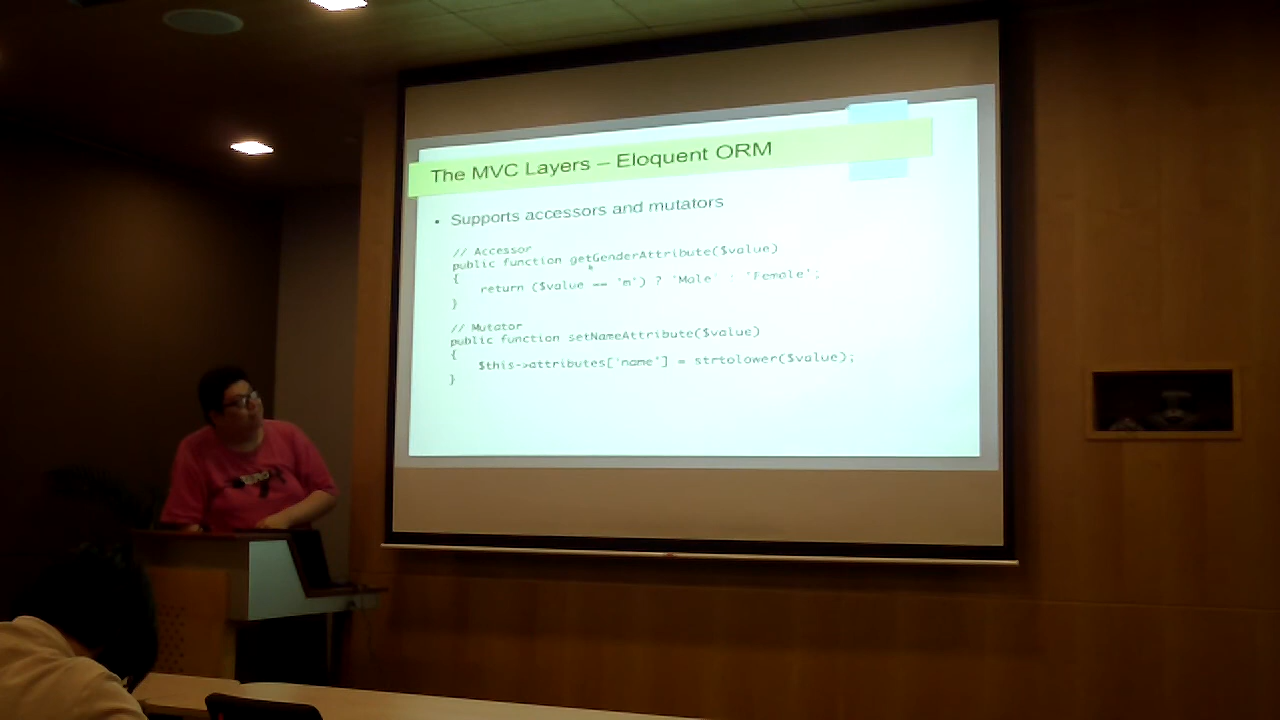 The MVC Layers – Eloquent ORM
• Supports accessors and mutators
// Accessor
public function getGenderAttribute($value)
{
return ($value == 'm') ? 'Male' : 'Female';
}
// Mutator
public function setNameAttribute($value)
{
$this->attributes['name'] = strtolower($value);
}